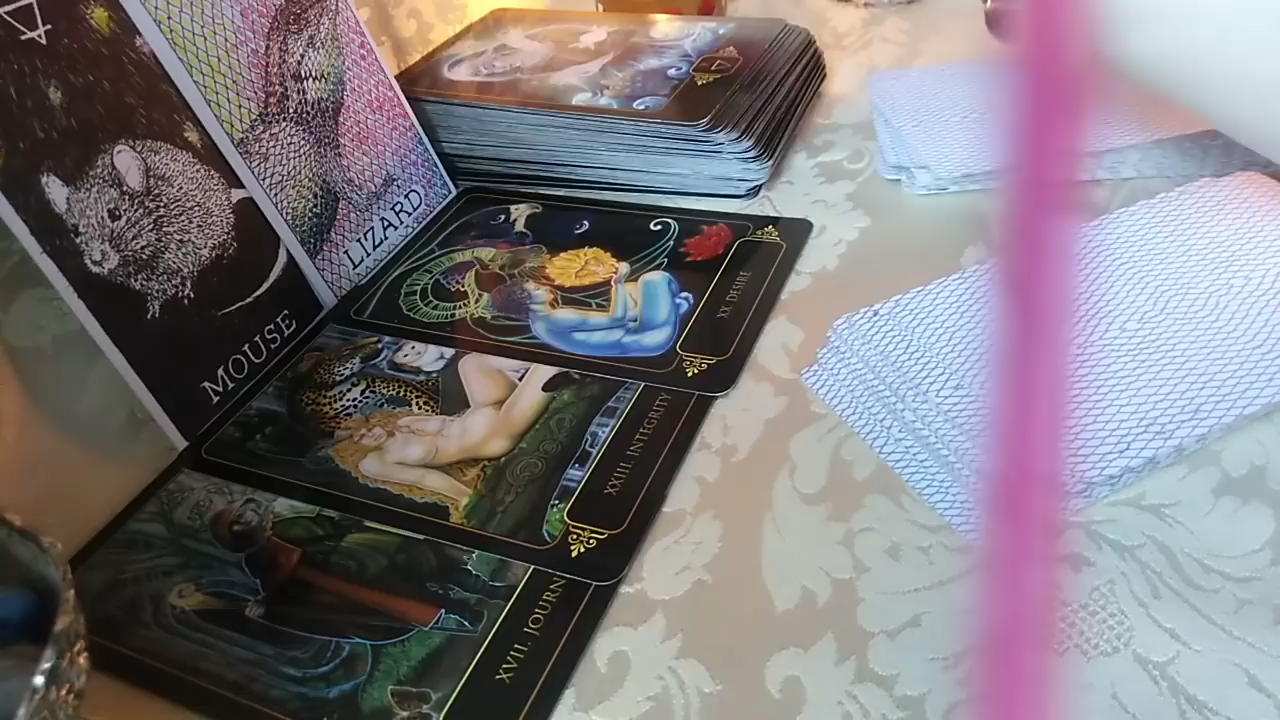 MOUSE
LIZARD
XX. DESIRE
XXIII. INTEGRITY
XVII. JOURN